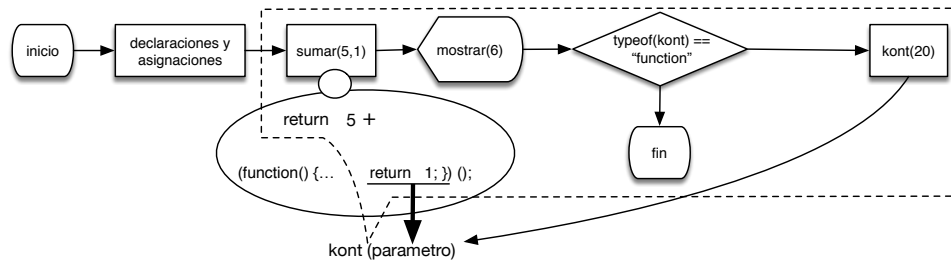 inicio
declaraciones y
asignaciones
sumar(5,1)
mostrar(6)
typeof(kont) ==
“function”
kont(20)
fin
return 5 +
(function() {… return 1; }) ();
kont (parametro)